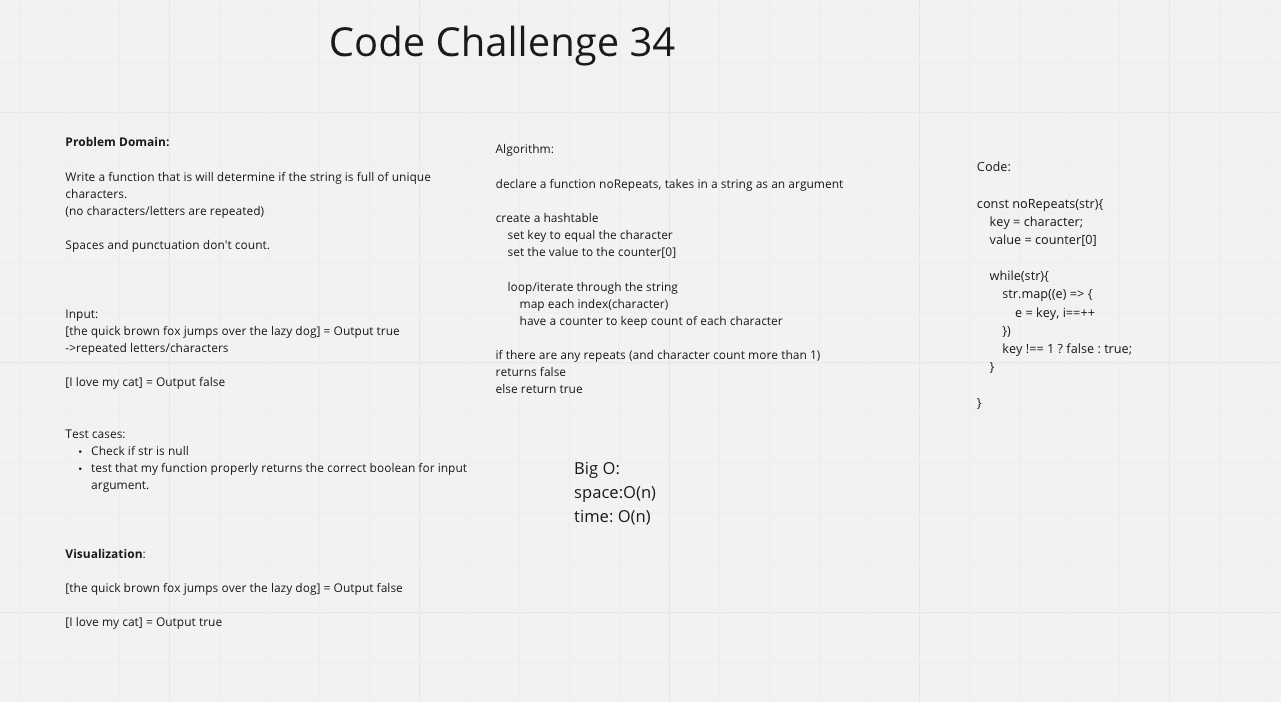 Code Challenge 34
Problem Domain:
Write a function that is will determine if the string is full of unique
characters.
(no characters/letters are repeated)
Spaces and punctuation don't count.
Input:
[the quick brown fox jumps over the lazy dog] = Output true
->repeated letters/characters
[I love my cat] = Output false
Test cases:
• Check if str is null
• test that my function properly returns the correct boolean for input
argument.
Visualization:
[the quick brown fox jumps over the lazy dog] = Output false
[I love my cat] = Output true
Algorithm:
declare a function noRepeats, takes in a string as an argument
create a hashtable
set key to equal the character
set the value to the counter[0]
loop/iterate through the string
map each index(character)
have a counter to keep count of each character
if there are any repeats (and character count more than 1)
returns false
else return true
Big O:
space:O(n)
time: O(n)
Code:
const noRepeats(str){
key = character;
value = counter[0]
while(str){
str.map((e) => {
e = key, i==++
})
key !== 1 ? false : true;
}
}